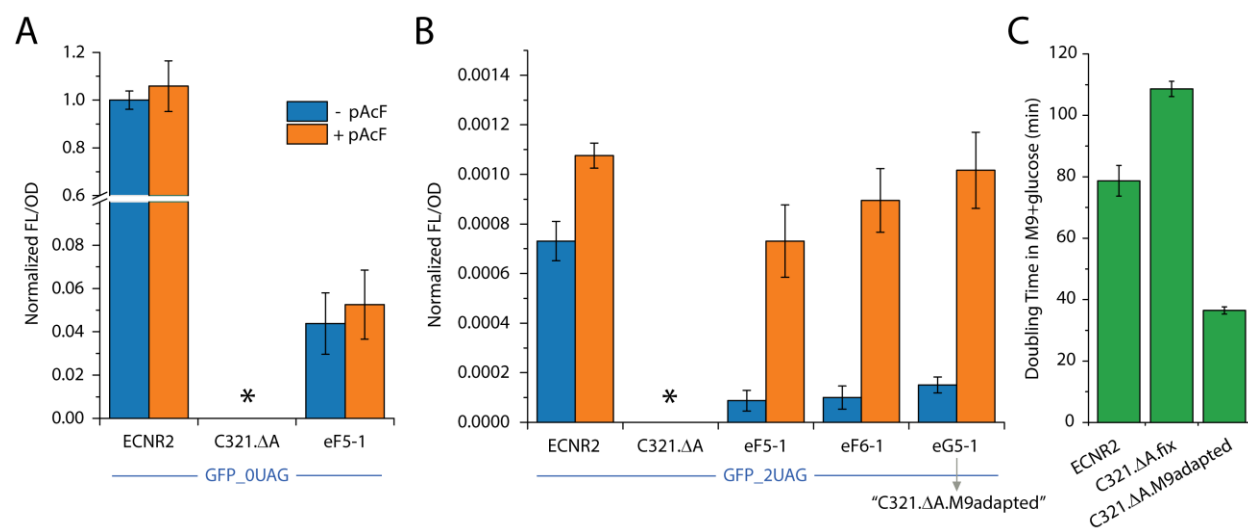 A
Normalized FL/OD
1.2
1.0
0.8
0.6
0.08
0.06
0.04
0.02
0.00
- pAcF
+ pAcF
*
ECNR2
C321.ΔA
eF5-1
GFP_0UAG
B
Normalized FL/OD
0.0014
0.0012
0.0010
0.0008
0.0006
0.0004
0.0002
0.0000
*
ECNR2
C321.ΔA
eF5-1
eF6-1
eG5-1
GFP_2UAG
“C321.ΔA.M9adapted”
C
Doubling Time in M9+glucose (min)
120
100
80
60
40
20
0
ECNR2
C321.ΔA.fix
C321.ΔA.M9adapted